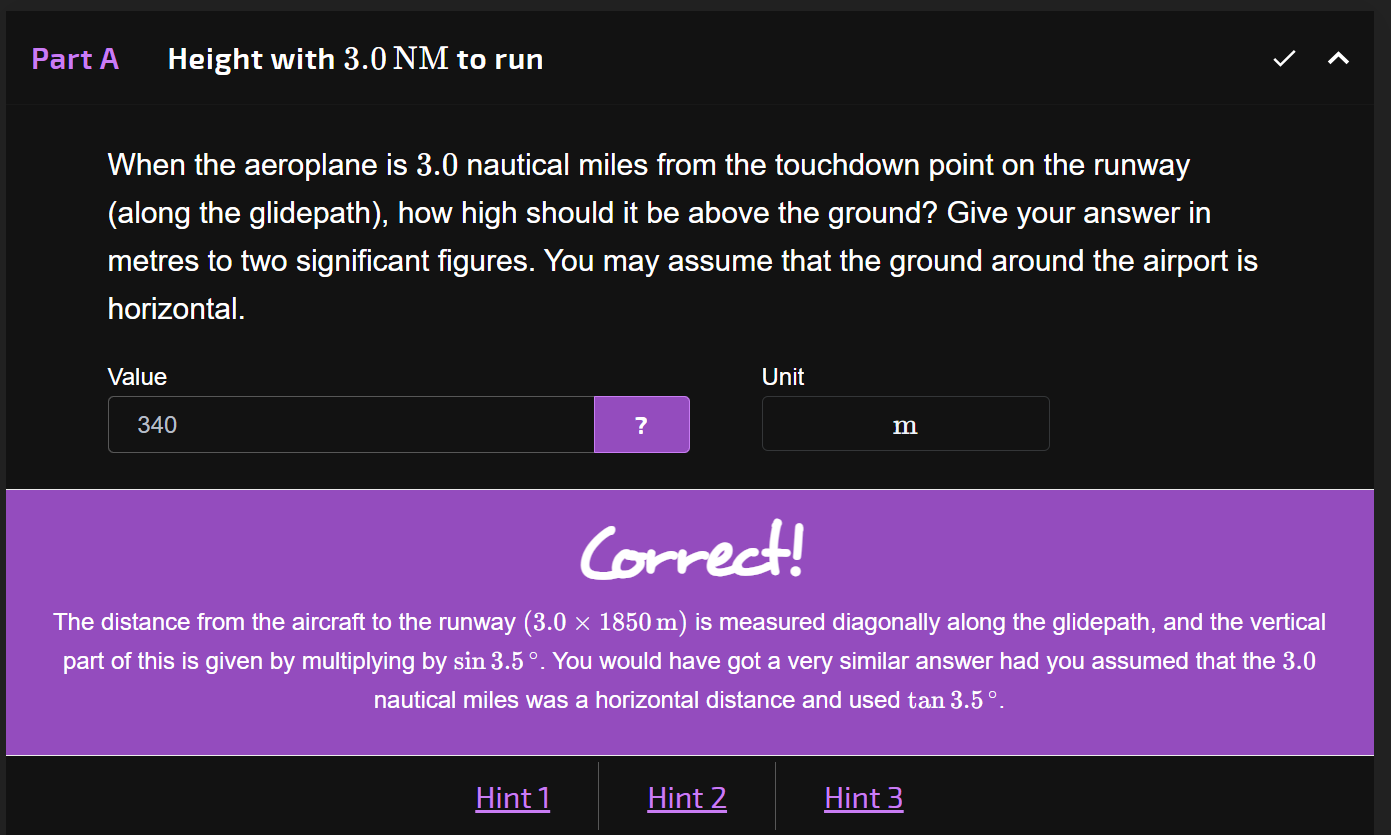 Part A Height with 3.0 NM to run
When the aeroplane is 3.0 nautical miles from the touchdown point on the runway
(along the glidepath), how high should it be above the ground? Give your answer in
metres to two significant figures. You may assume that the ground around the airport is
horizontal.
Value Unit
340 ? m
Correct!
The distance from the aircraft to the runway (3.0 × 1850 m) is measured diagonally along the glidepath, and the vertical
part of this is given by multiplying by sin 3.5°. You would have got a very similar answer had you assumed that the 3.0
nautical miles was a horizontal distance and used tan 3.5°.
Hint 1 Hint 2 Hint 3